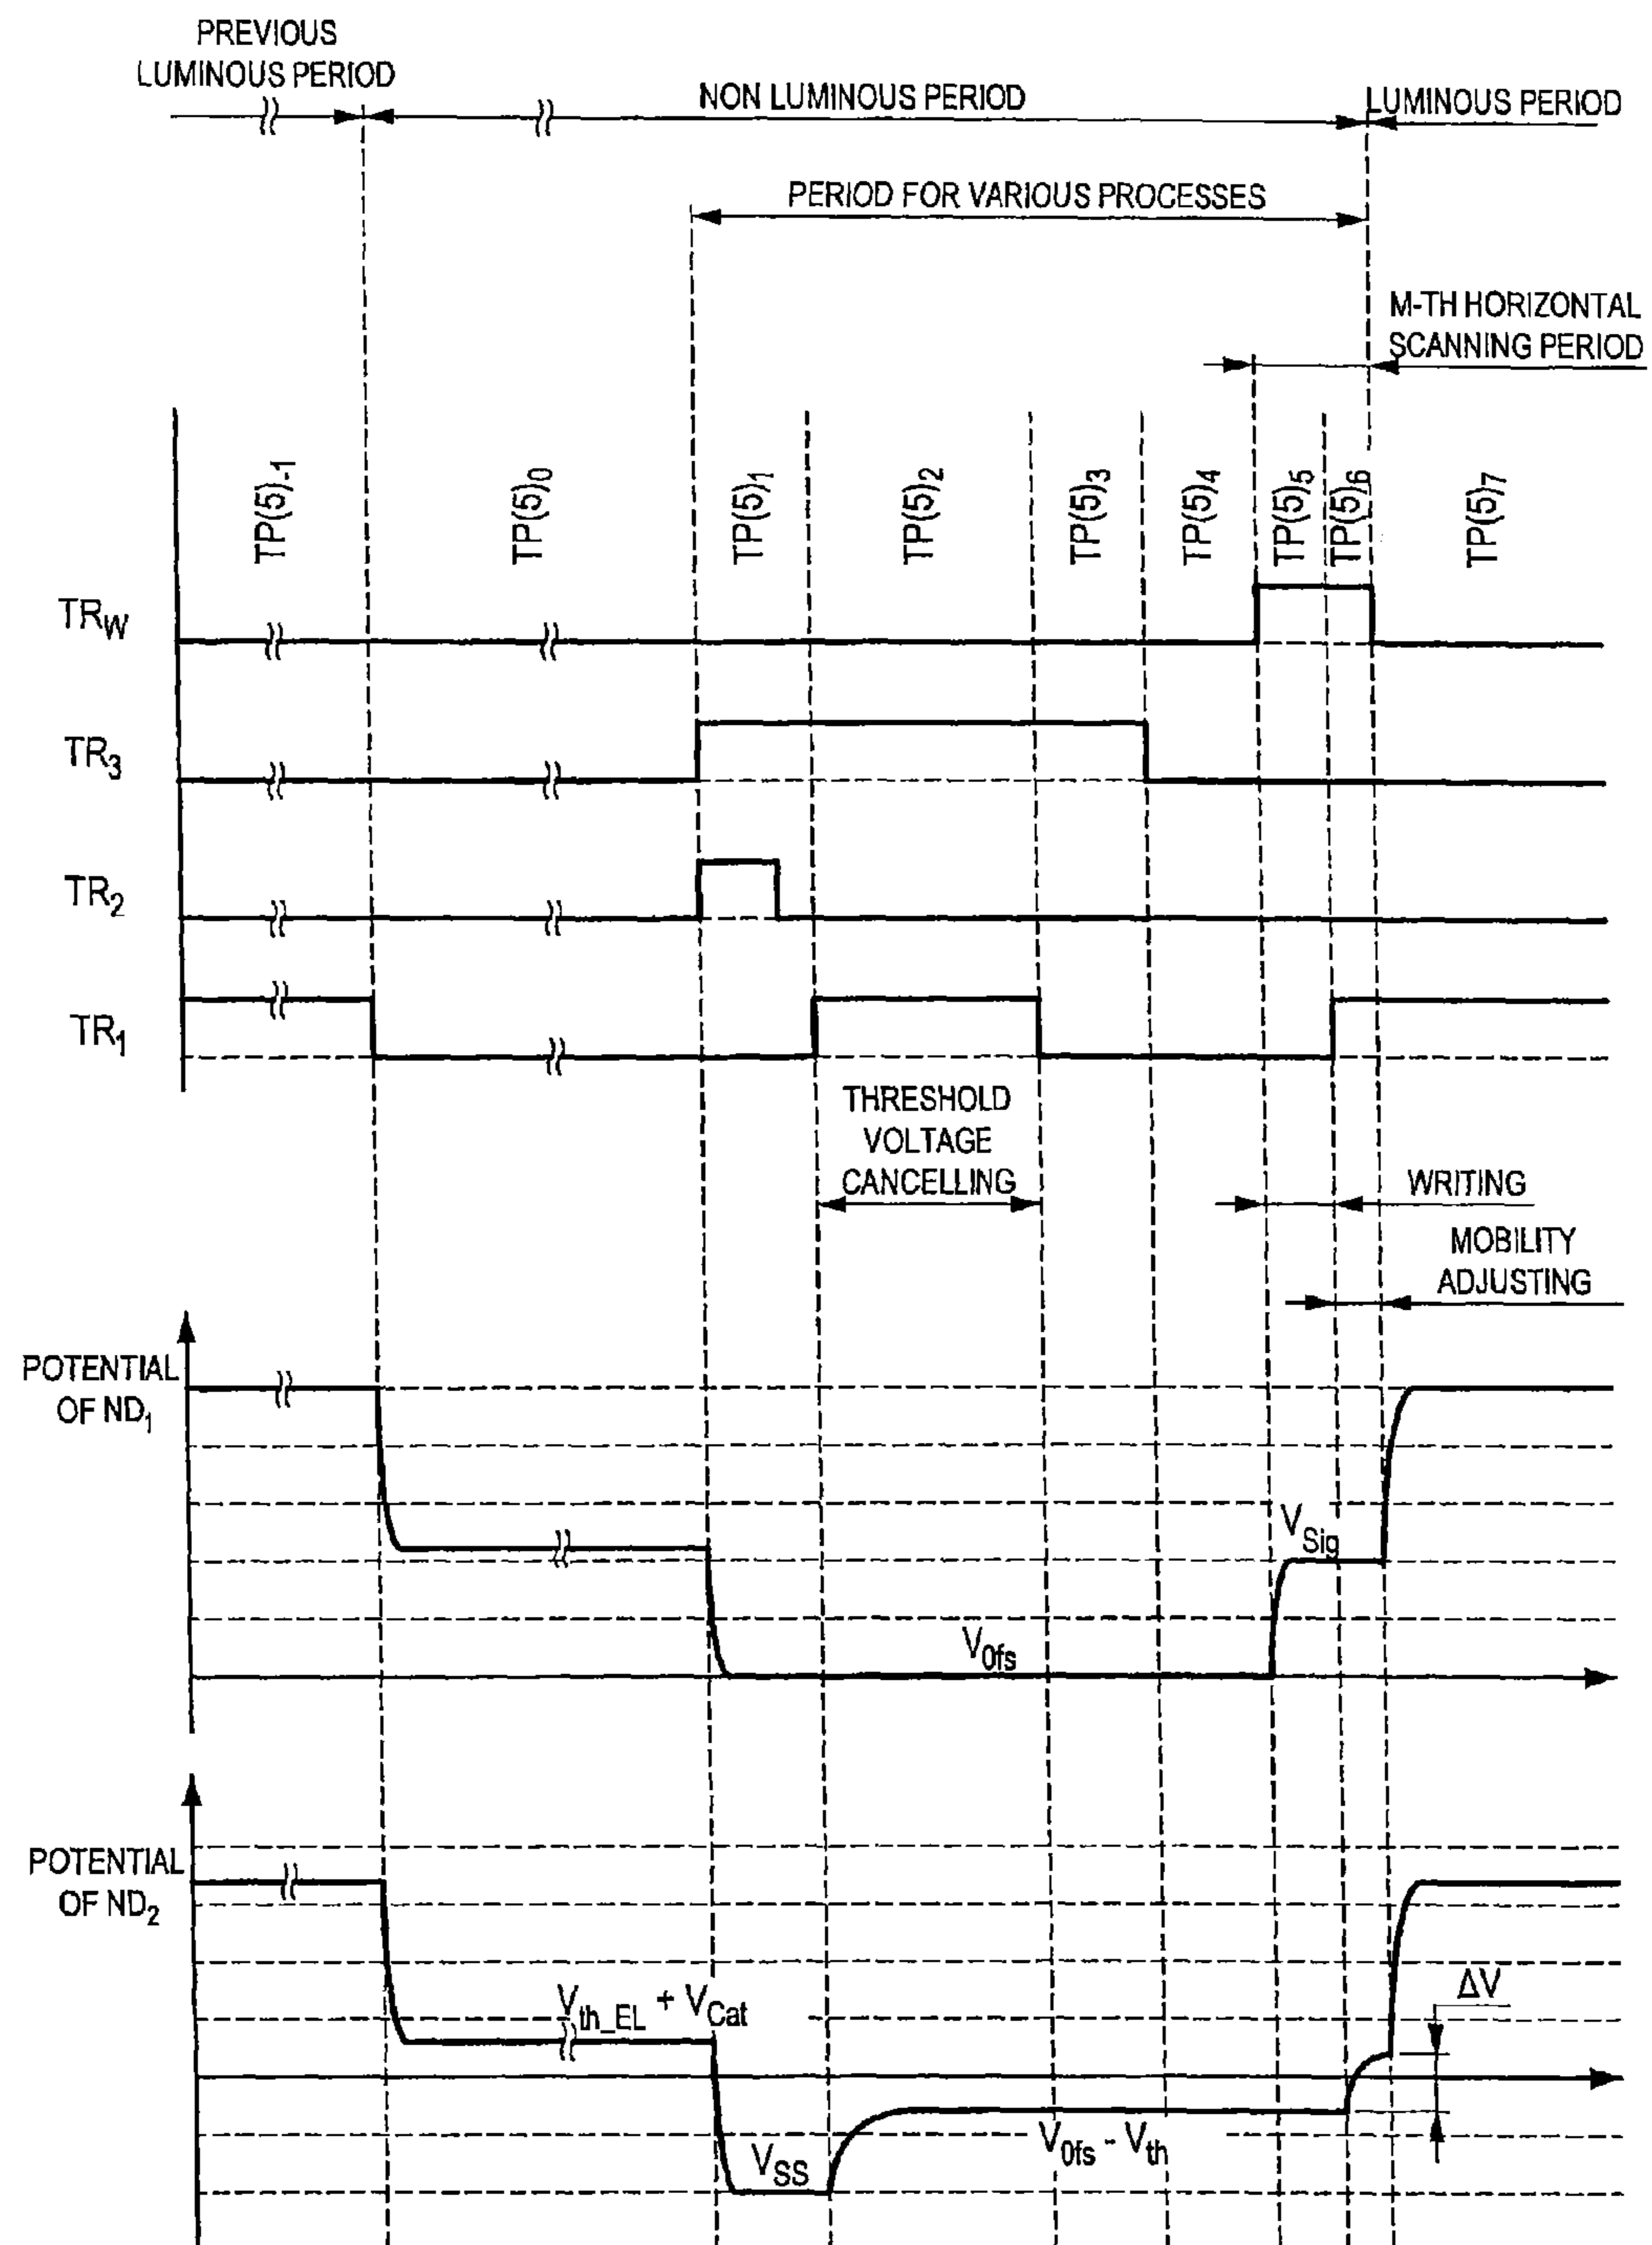 PREVIOUS
LUMINOUS PERIOD
NON LUMINOUS PERIOD
LUMINOUS PERIOD
PERIOD FOR VARIOUS PROCESSES
M-TH HORIZONTAL
SCANNING PERIOD
TP(5)-1
TP(5)0
TP(5)1
TP(5)2
TP(5)3
TP(5)4
TP(5)5
TP(5)6
TP(5)7
TRW
TR3
TR2
TR1
THRESHOLD
VOLTAGE
CANCELLING
WRITING
MOBILITY
ADJUSTING
POTENTIAL
OF ND1
VSig
V0fs
POTENTIAL
OF ND2
Vth_EL + VCat
ΔV
VSS
V0fs - Vth